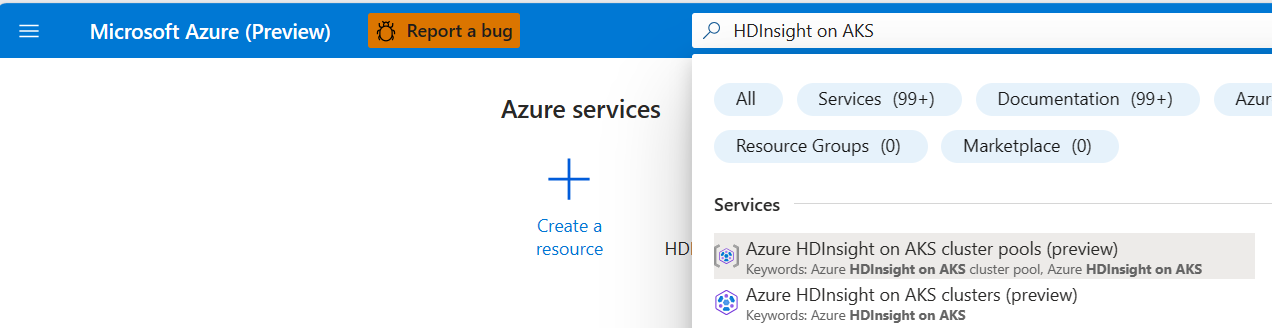 Microsoft Azure (Preview)
Report a bug
HDInsight on AKS
All
Services (99+)
Documentation (99+)
Azur
Resource Groups (0)
Marketplace (0)
Azure services
Create a
resource
HDI
Services
Azure HDInsight on AKS cluster pools (preview)
Keywords: Azure HDInsight on AKS cluster pool, Azure HDInsight on AKS
Azure HDInsight on AKS clusters (preview)
Keywords: Azure HDInsight on AKS